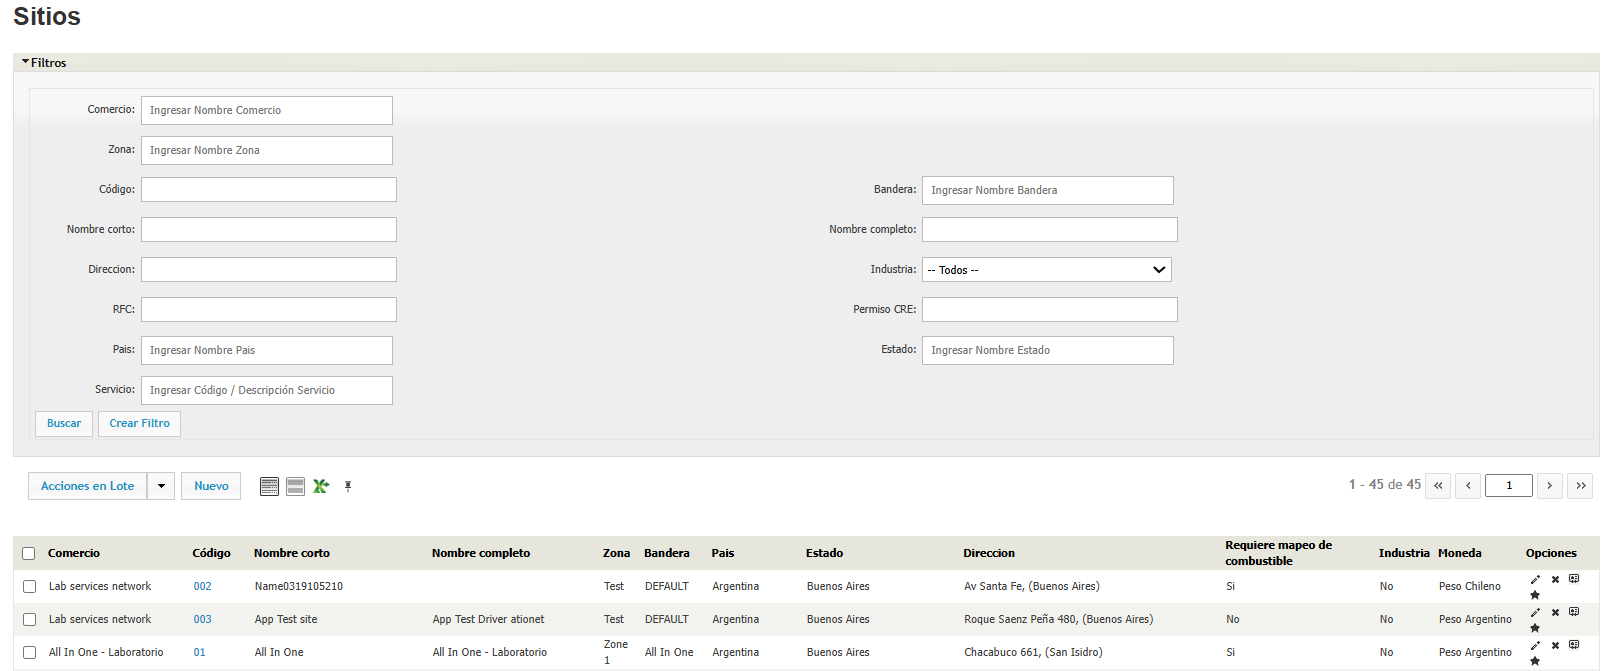 Sitios
Filtros
Comercio: Ingresar Nombre Comercio
Zona: Ingresar Nombre Zona
Código: Bandera: Ingresar Nombre Bandera
Nombre corto: Nombre completo:
Direccion: Industria: -- Todos --
RFC: Permiso CRE:
Pais: Ingresar Nombre Pais Estado: Ingresar Nombre Estado
Servicio: Ingresar Código / Descripción Servicio
Buscar Crear Filtro
Acciones en Lote Nuevo 1 - 45 de 45 « ‹ 1 › »
Comercio Código Nombre corto Nombre completo Zona Bandera Pais Estado Direccion Requiere mapeo de combustible Industria Moneda Opciones
Lab services network 002 Name0319105210 Test DEFAULT Argentina Buenos Aires Av Santa Fe, (Buenos Aires) Si No Peso Chileno
Lab services network 003 App Test site App Test Driver ationet Test DEFAULT Argentina Buenos Aires Roque Saenz Peña 480, (Buenos Aires) No No Peso Argentino
All In One - Laboratorio 01 All In One All In One - Laboratorio Zone 1 All In One Argentina Buenos Aires Chacabuco 661, (San Isidro) Si No Peso Argentino